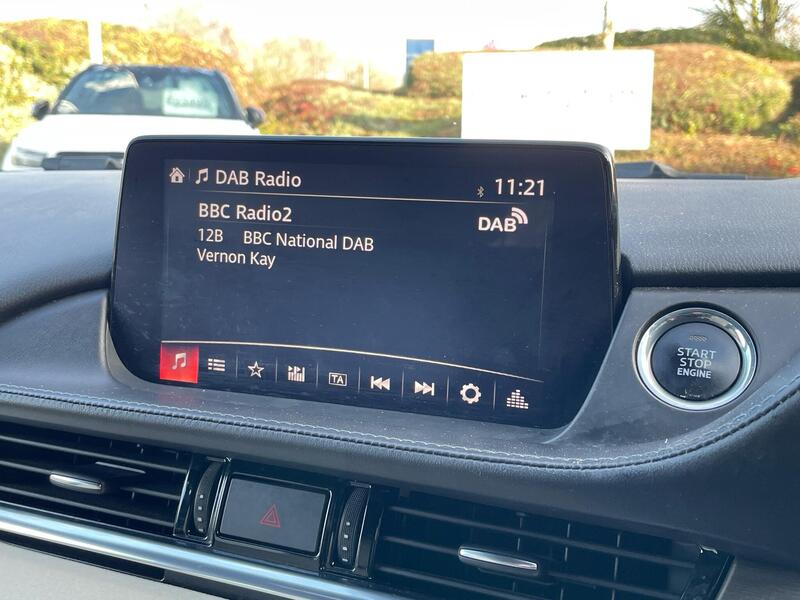 DAB Radio
11:21
BBC Radio2
DAB
12B BBC National DAB
Vernon Kay
TA
START
STOP
ENGINE